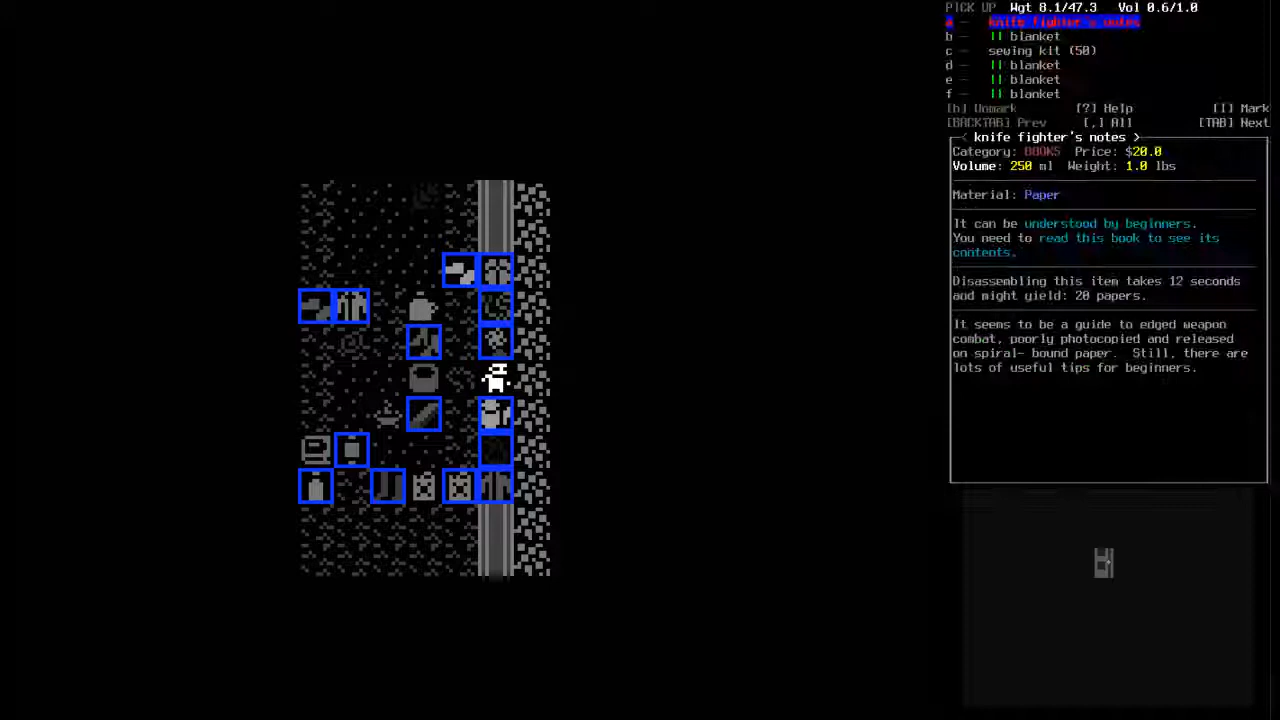 PICK UP Wgt 8.1/47.3 Vol 0.6/1.0
a — knife fighter's notes
b — || blanket
c — sewing kit (50)
d — || blanket
e — || blanket
f — || blanket
[h] Unmark [?] Help [I] Mark
[BACKTAB] Prev [,] All [TAB] Next
< knife fighter's notes >
Category: BOOKS Price: $20.0
Volume: 250 ml Weight: 1.0 lbs
Material: Paper
It can be understood by beginners.
You need to read this book to see its
contents.
Disassembling this item takes 12 seconds
and might yield: 20 papers.
It seems to be a guide to edged weapon
combat, poorly photocopied and released
on spiral- bound paper. Still, there are
lots of useful tips for beginners.